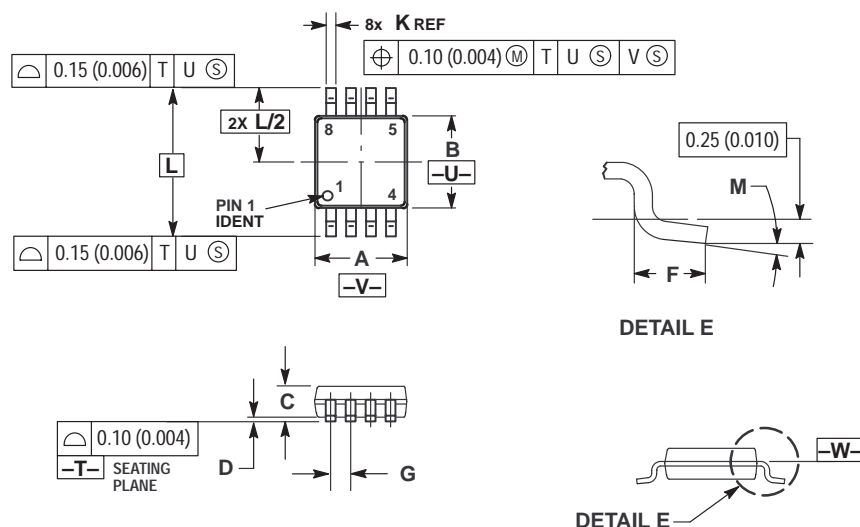 8x K REF
⌓ 0.15 (0.006) T U Ⓢ
⌖ 0.10 (0.004) Ⓜ T U Ⓢ V Ⓢ
2X L/2
8 5
L
B
–U–
1
4
PIN 1
IDENT
⌓ 0.15 (0.006) T U Ⓢ
A
–V–
0.25 (0.010)
M
F
DETAIL E
C
⌓ 0.10 (0.004)
–T– SEATING
PLANE
D
G
–W–
DETAIL E